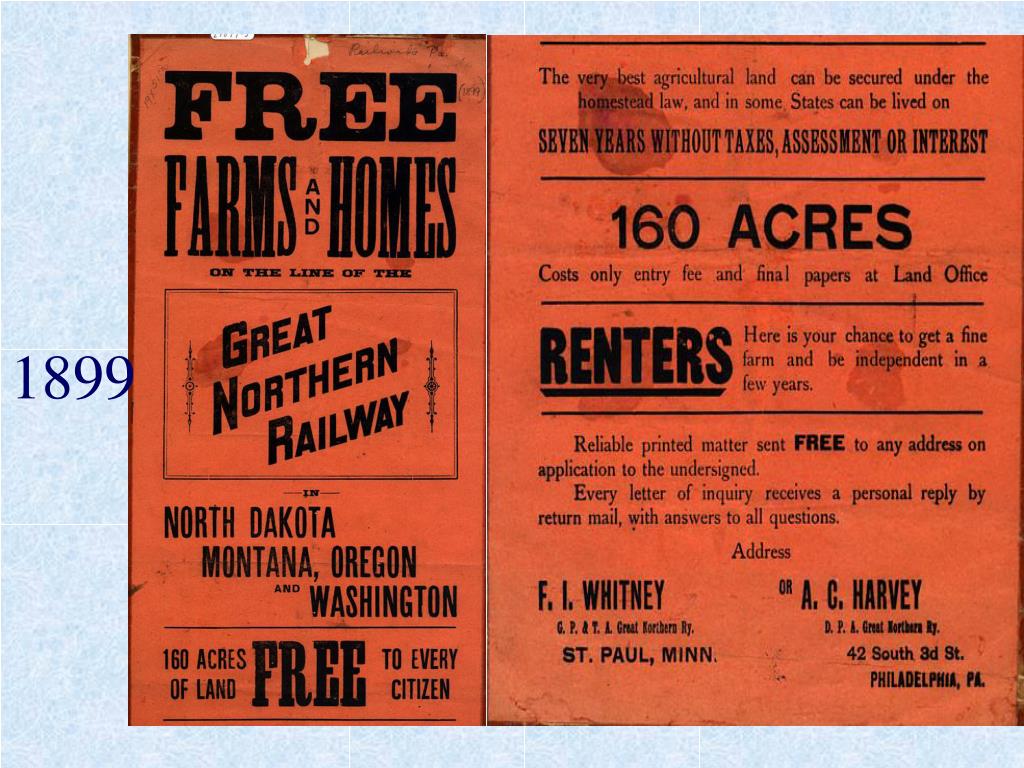 1899
Railroads Pa.
(1899)
FREE
FARMS AND HOMES
ON THE LINE OF THE
GREAT
NORTHERN
RAILWAY
IN
NORTH DAKOTA
MONTANA, OREGON
AND WASHINGTON
160 ACRES FREE TO EVERY
OF LAND CITIZEN
The very best agricultural land can be secured under the
homestead law, and in some States can be lived on
SEVEN YEARS WITHOUT TAXES, ASSESSMENT OR INTEREST
160 ACRES
Costs only entry fee and final papers at Land Office
RENTERS
Here is your chance to get a fine
farm and be independent in a
few years.
Reliable printed matter sent FREE to any address on
application to the undersigned.
Every letter of inquiry receives a personal reply by
return mail, with answers to all questions.
Address
F. I. WHITNEY OR A. C. HARVEY
G. P. & T. A. Great Northern Ry. D. P. A. Great Northern Ry.
ST. PAUL, MINN. 42 South 3d St.
PHILADELPHIA, PA.